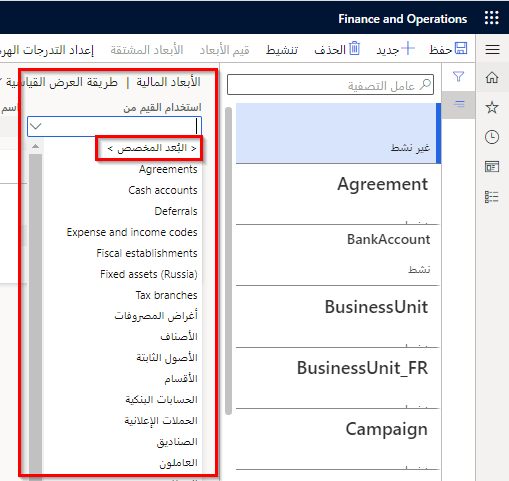 Finance and Operations
حفظ
جديد
الحذف
تنشيط
قيم الأبعاد
الأبعاد المشتقة
إعداد التدرجات
الأبعاد المالية | طريقة العرض القياسية
استخدام القيم من
اسم
عامل التصفية
< البُعد المخصص >
Agreements
Cash accounts
Deferrals
Expense and income codes
Fiscal establishments
Fixed assets (Russia)
Tax branches
أغراض المصروفات
الأصناف
الأصول الثابتة
الأقسام
الحسابات البنكية
الحملات الإعلانية
الصناديق
العاملون
غير نشط
Agreement
BankAccount
نشط
BusinessUnit
BusinessUnit_FR
Campaign